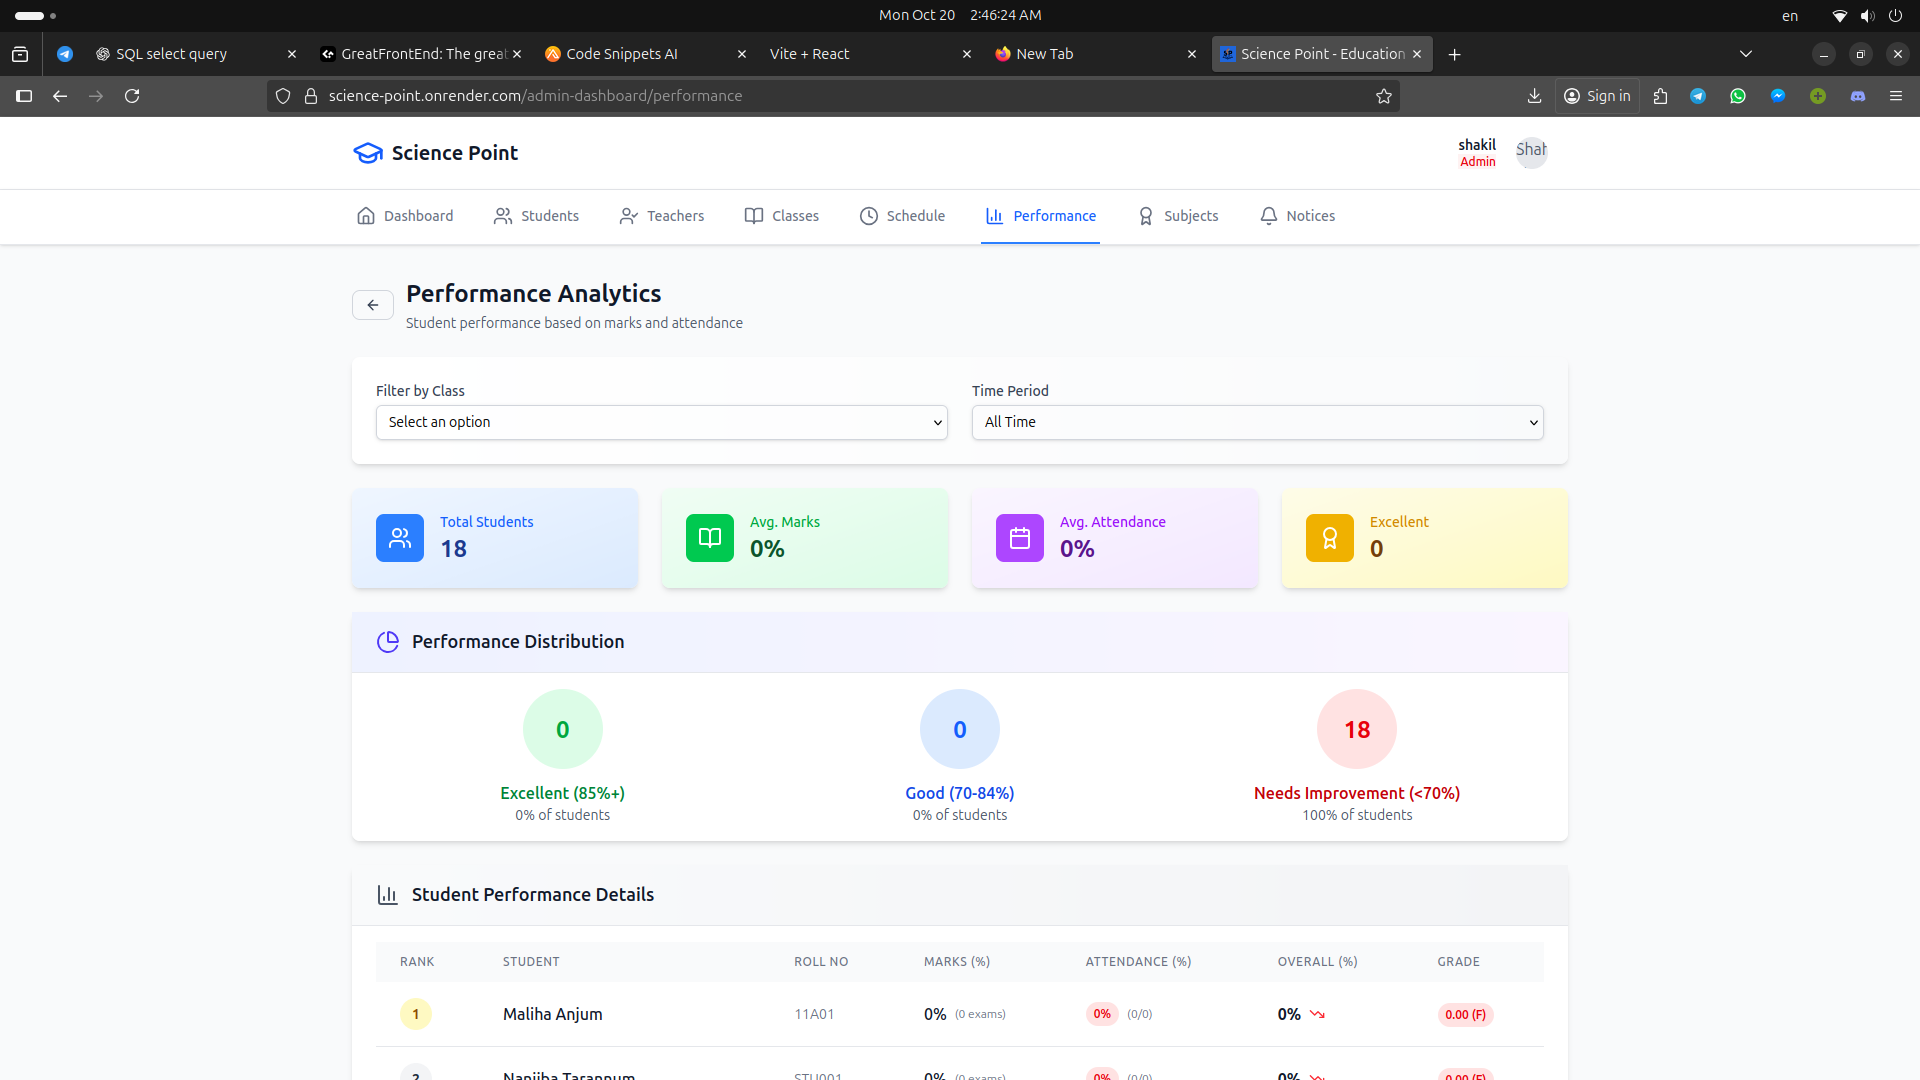 Mon Oct 20 2:46:24 AM
en
SQL select query
GreatFrontEnd: The great
Code Snippets AI
Vite + React
New Tab
Science Point - Education
science-point.onrender.com/admin-dashboard/performance
Sign in
Science Point
shakil
Admin
Shah
Dashboard
Students
Teachers
Classes
Schedule
Performance
Subjects
Notices
Performance Analytics
Student performance based on marks and attendance
Filter by Class
Select an option
Time Period
All Time
Total Students
18
Avg. Marks
0%
Avg. Attendance
0%
Excellent
0
Performance Distribution
0
Excellent (85%+)
0% of students
0
Good (70-84%)
0% of students
18
Needs Improvement (<70%)
100% of students
Student Performance Details
RANK STUDENT ROLL NO MARKS (%) ATTENDANCE (%) OVERALL (%) GRADE
1 Maliha Anjum 11A01 0% (0 exams) 0% (0/0) 0% 0.00 (F)
2 Nanjiba Tarannum STU001 0% (0 exams) 0% (0/0) 0% 0.00 (F)